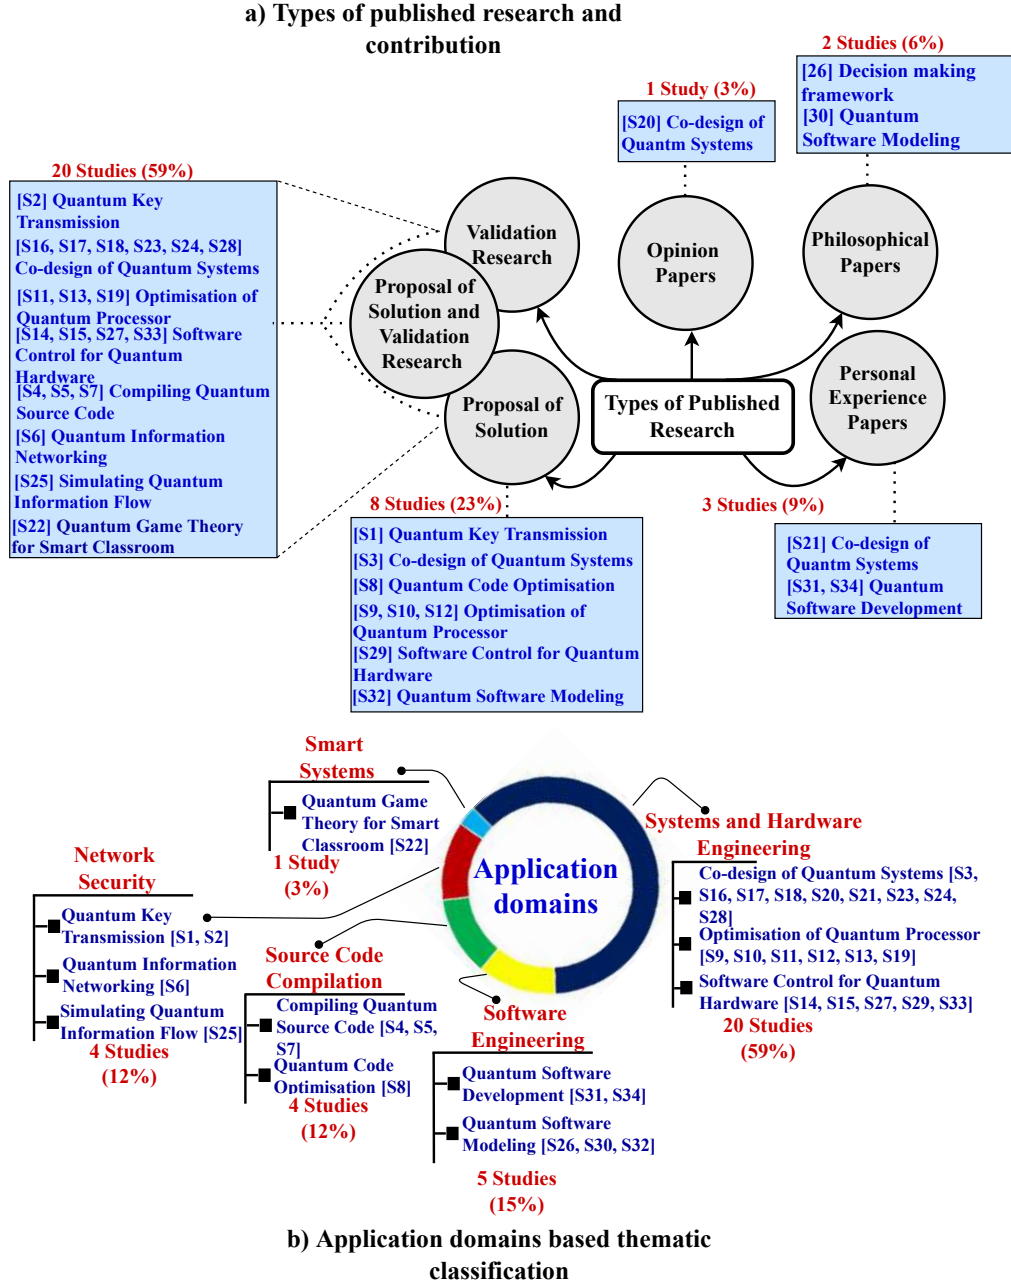 a) Types of published research and
contribution
2 Studies (6%)
[26] Decision making
framework
[30] Quantum
Software Modeling
1 Study (3%)
[S20] Co-design of
Quantm Systems
20 Studies (59%)
[S2] Quantum Key
Transmission
[S16, S17, S18, S23, S24, S28]
Co-design of Quantum Systems
[S11, S13, S19] Optimisation of
Quantum Processor
[S14, S15, S27, S33] Software
Control for Quantum
Hardware
[S4, S5, S7] Compiling Quantum
Source Code
[S6] Quantum Information
Networking
[S25] Simulating Quantum
Information Flow
[S22] Quantum Game Theory
for Smart Classroom
Validation
Research
Proposal of
Solution and
Validation
Research
Proposal of
Solution
Opinion
Papers
Philosophical
Papers
Personal
Experience
Papers
Types of Published
Research
8 Studies (23%)
[S1] Quantum Key Transmission
[S3] Co-design of Quantum Systems
[S8] Quantum Code Optimisation
[S9, S10, S12] Optimisation of
Quantum Processor
[S29] Software Control for Quantum
Hardware
[S32] Quantum Software Modeling
3 Studies (9%)
[S21] Co-design of
Quantm Systems
[S31, S34] Quantum
Software Development
Smart
Systems
Quantum Game
Theory for Smart
Classroom [S22]
1 Study
(3%)
Network
Security
Quantum Key
Transmission [S1, S2]
Quantum Information
Networking [S6]
Simulating Quantum
Information Flow [S25]
4 Studies
(12%)
Source Code
Compilation
Compiling Quantum
Source Code [S4, S5,
S7]
Quantum Code
Optimisation [S8]
4 Studies
(12%)
Application
domains
Software
Engineering
Quantum Software
Development [S31, S34]
Quantum Software
Modeling [S26, S30, S32]
5 Studies
(15%)
Systems and Hardware
Engineering
Co-design of Quantum Systems [S3,
S16, S17, S18, S20, S21, S23, S24,
S28]
Optimisation of Quantum Processor
[S9, S10, S11, S12, S13, S19]
Software Control for Quantum
Hardware [S14, S15, S27, S29, S33]
20 Studies
(59%)
b) Application domains based thematic
classification